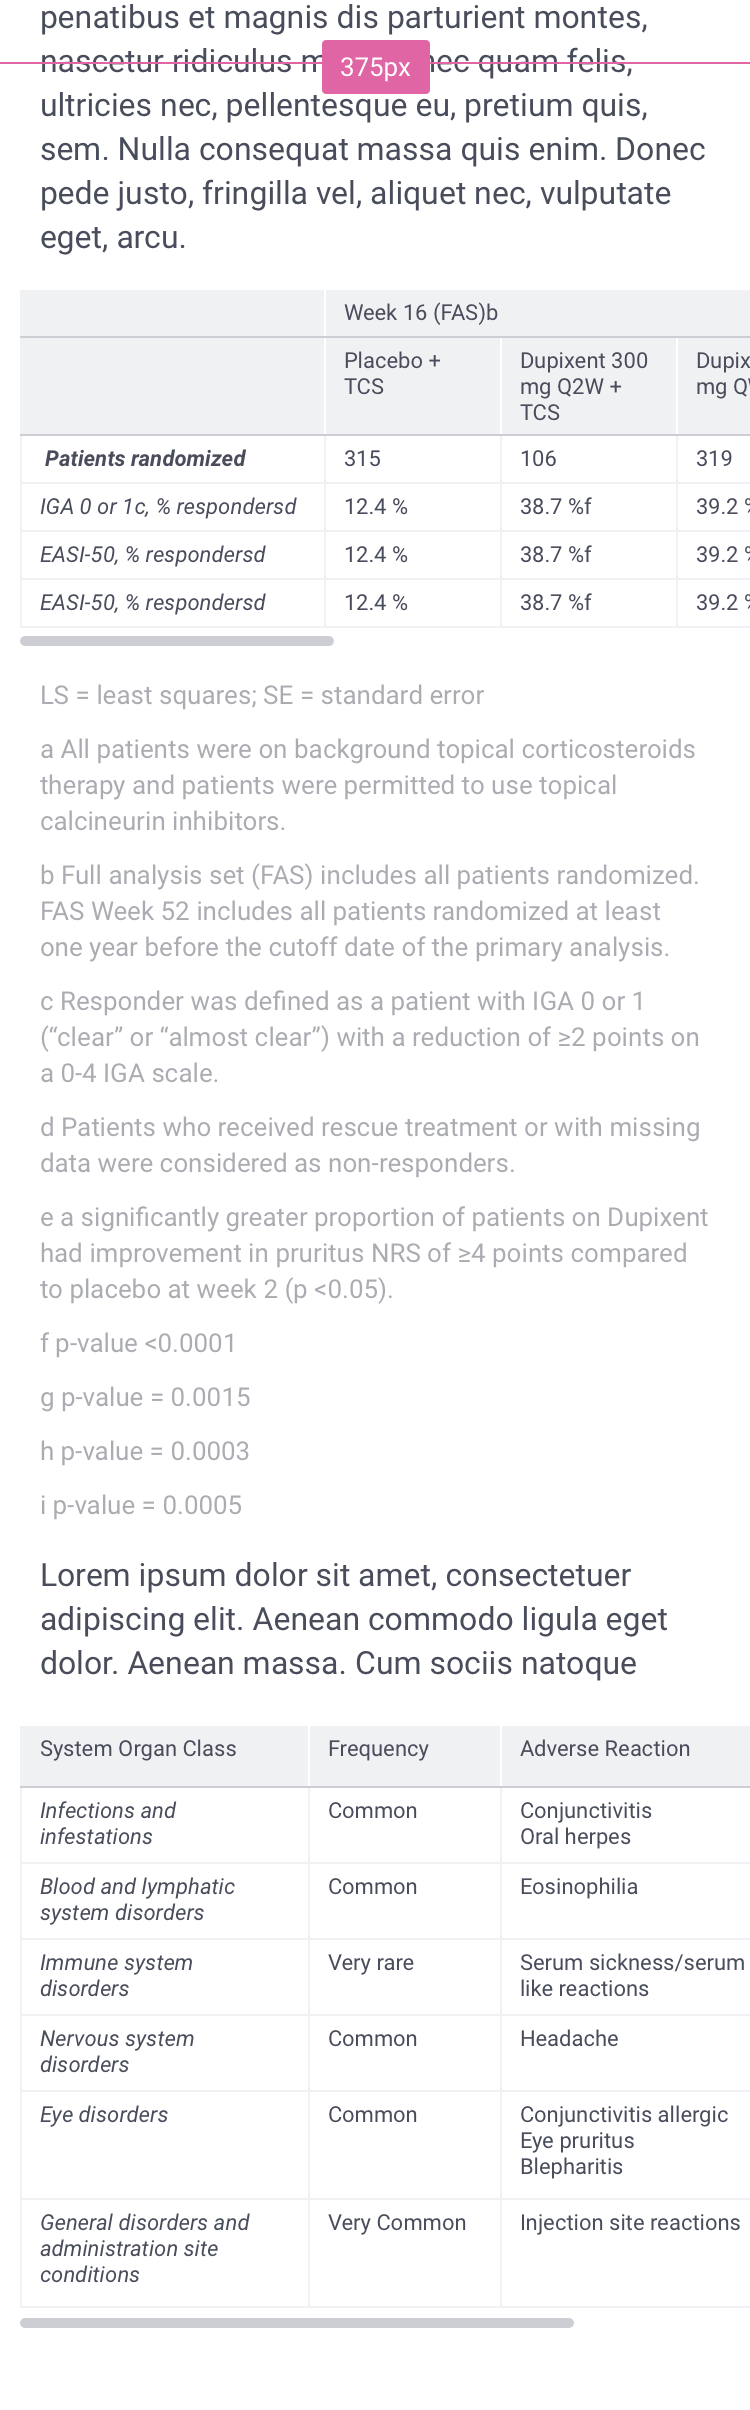 penatibus et magnis dis parturient montes,
nascetur ridiculus nec quam felis,
375px
ultricies nec, pellentesque eu, pretium quis,
sem. Nulla consequat massa quis enim. Donec
pede justo, fringilla vel, aliquet nec, vulputate
eget, arcu.
Week 16 (FAS)b
Placebo + TCS
Dupixent 300 mg Q2W + TCS
Patients randomized 315 106 319
IGA 0 or 1c, % respondersd 12.4 % 38.7 %f 39.2
EASI-50, % respondersd 12.4 % 38.7 %f 39.2
EASI-50, % respondersd 12.4 % 38.7 %f 39.2
LS = least squares; SE = standard error
a All patients were on background topical corticosteroids
therapy and patients were permitted to use topical
calcineurin inhibitors.
b Full analysis set (FAS) includes all patients randomized.
FAS Week 52 includes all patients randomized at least
one year before the cutoff date of the primary analysis.
c Responder was defined as a patient with IGA 0 or 1
(“clear” or “almost clear”) with a reduction of ≥2 points on
a 0-4 IGA scale.
d Patients who received rescue treatment or with missing
data were considered as non-responders.
e a significantly greater proportion of patients on Dupixent
had improvement in pruritus NRS of ≥4 points compared
to placebo at week 2 (p <0.05).
f p-value <0.0001
g p-value = 0.0015
h p-value = 0.0003
i p-value = 0.0005
Lorem ipsum dolor sit amet, consectetuer
adipiscing elit. Aenean commodo ligula eget
dolor. Aenean massa. Cum sociis natoque
System Organ Class Frequency Adverse Reaction
Infections and Common Conjunctivitis
infestations Oral herpes
Blood and lymphatic Common Eosinophilia
system disorders
Immune system Very rare Serum sickness/serum
disorders like reactions
Nervous system Common Headache
disorders
Eye disorders Common Conjunctivitis allergic
Eye pruritus
Blepharitis
General disorders and Very Common Injection site reactions
administration site
conditions